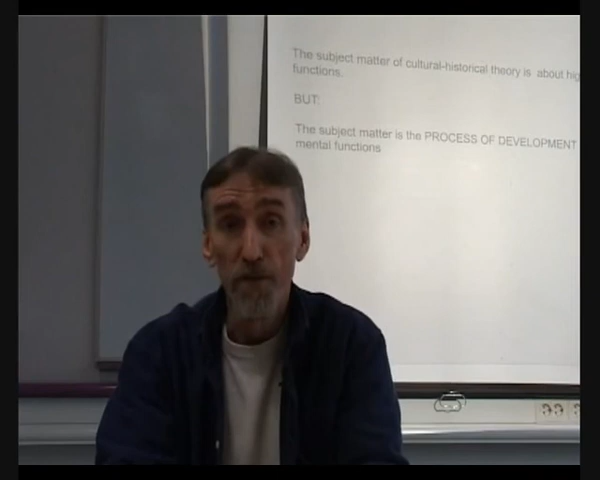 The subject matter of cultural-historical theory is about hig
functions.
BUT:
The subject matter is the PROCESS OF DEVELOPMENT
mental functions